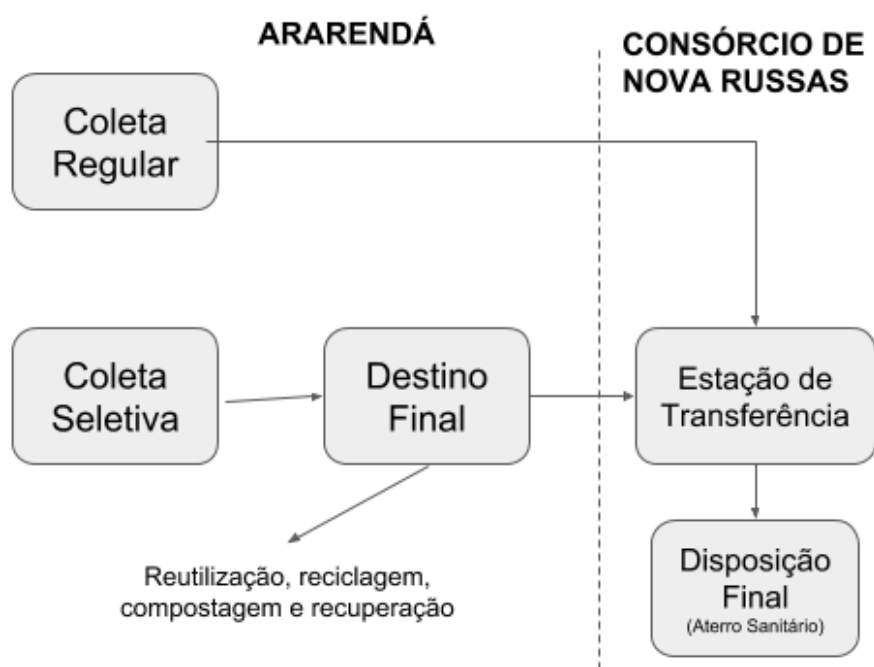 ARARENDÁ
CONSÓRCIO DE
NOVA RUSSAS
Coleta
Regular
Coleta
Seletiva
Destino
Final
Estação de
Transferência
Reutilização, reciclagem,
compostagem e recuperação
Disposição
Final
(Aterro Sanitário)